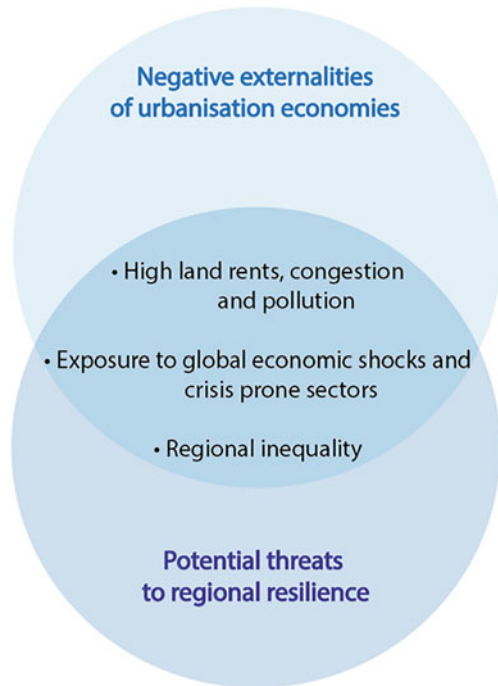 Negative externalities
of urbanisation economies
• High land rents, congestion
and pollution
• Exposure to global economic shocks and
crisis prone sectors
• Regional inequality
Potential threats
to regional resilience